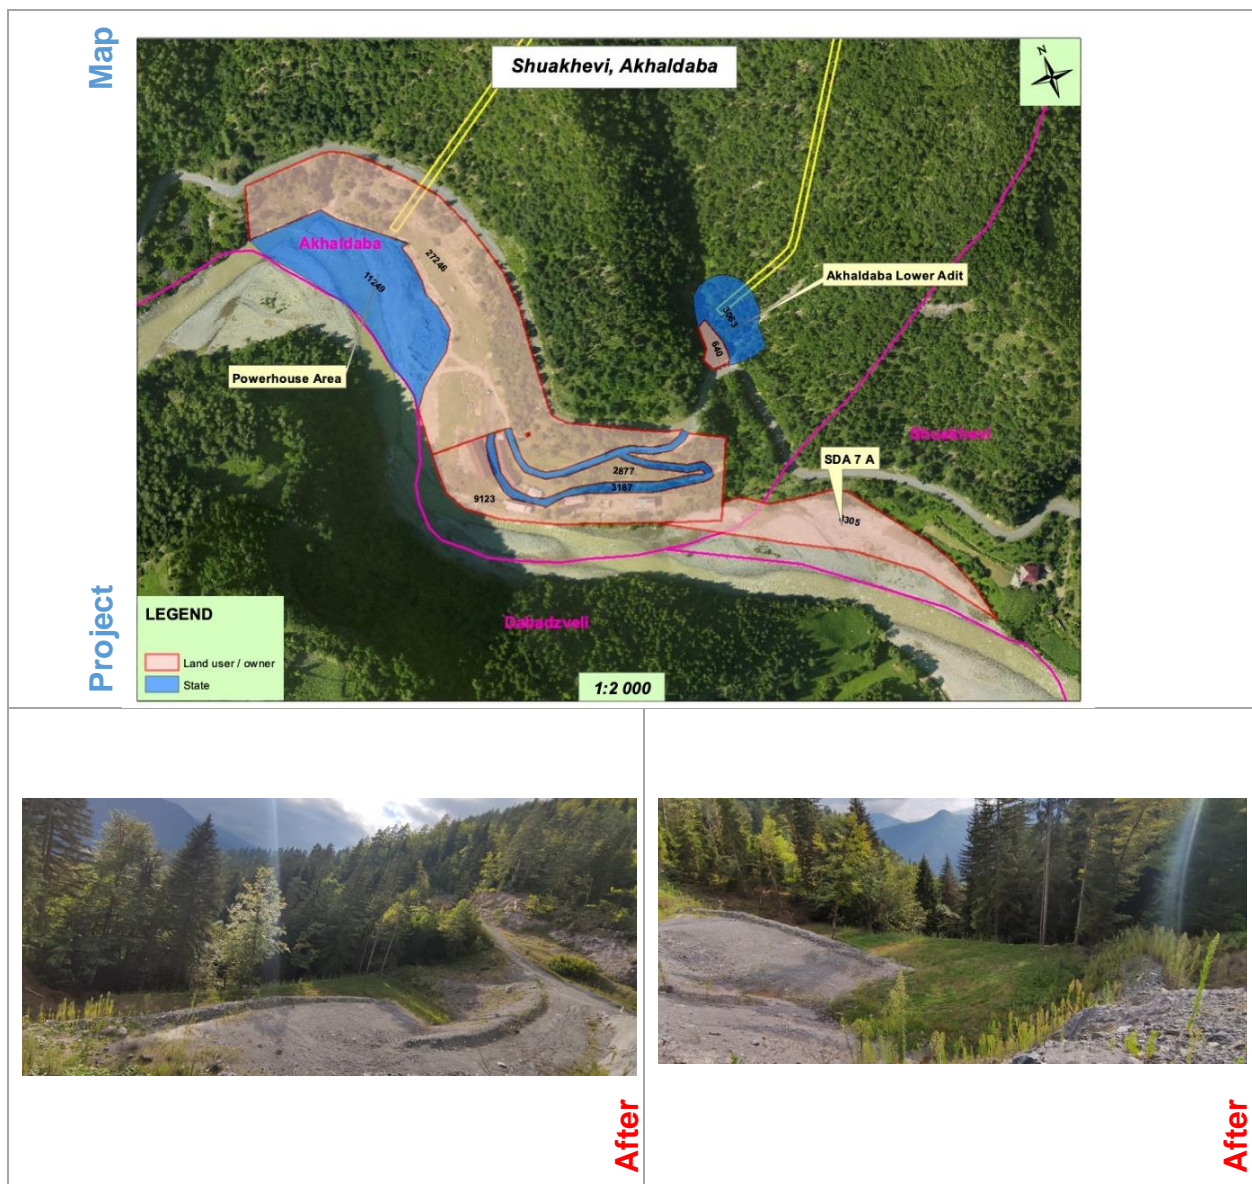 Project Map
Shuakhevi, Akhaldaba
N
Akhaldaba
27246
11249
Akhaldaba Lower Adit
3063
640
Powerhouse Area
Shuakhevi
SDA 7 A
2877
3187
9123
Dabadzveli
LEGEND
Land user / owner
State
1:2 000
After
After